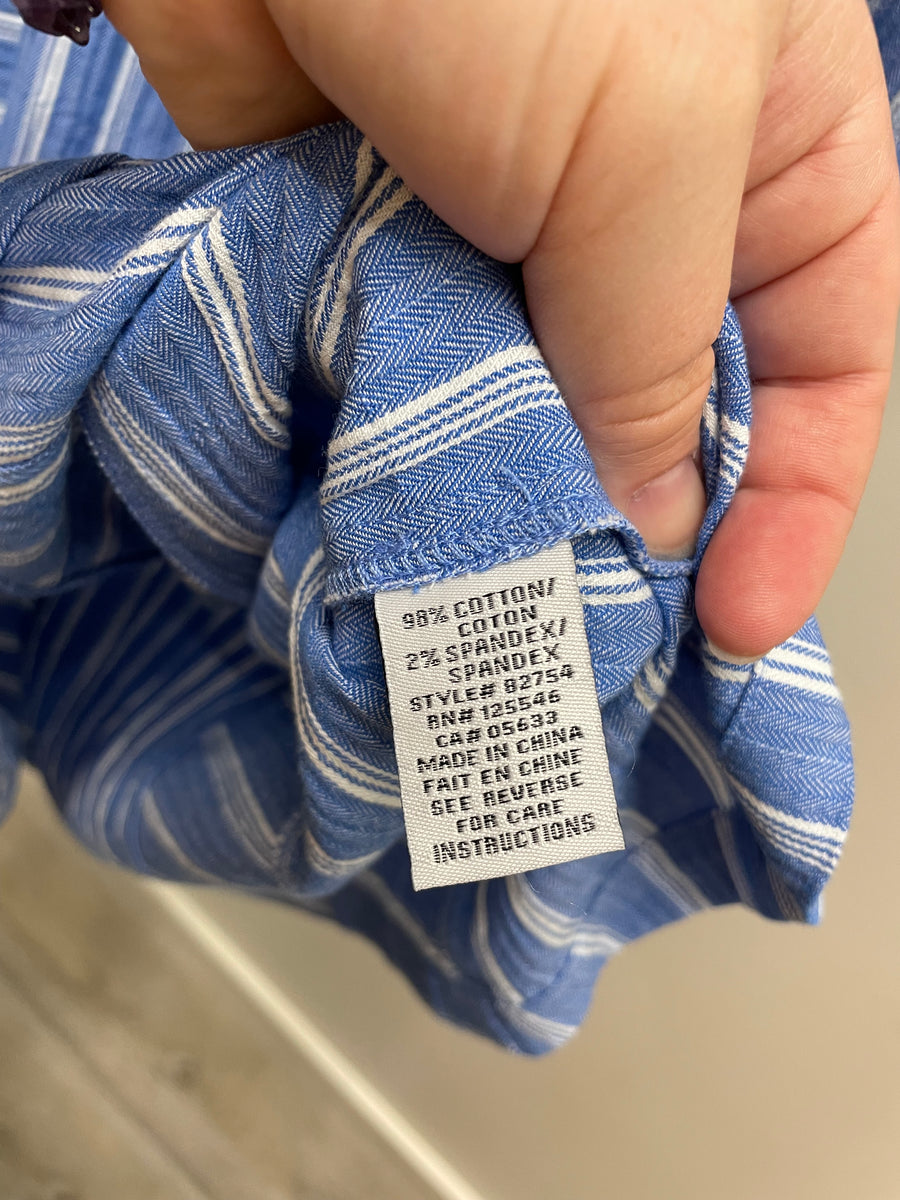 98% COTTON/
COTON
2% SPANDEX/
SPANDEX
STYLE# 82754
RN# 125546
CA# 05633
MADE IN CHINA
FAIT EN CHINE
SEE REVERSE
FOR CARE
INSTRUCTIONS